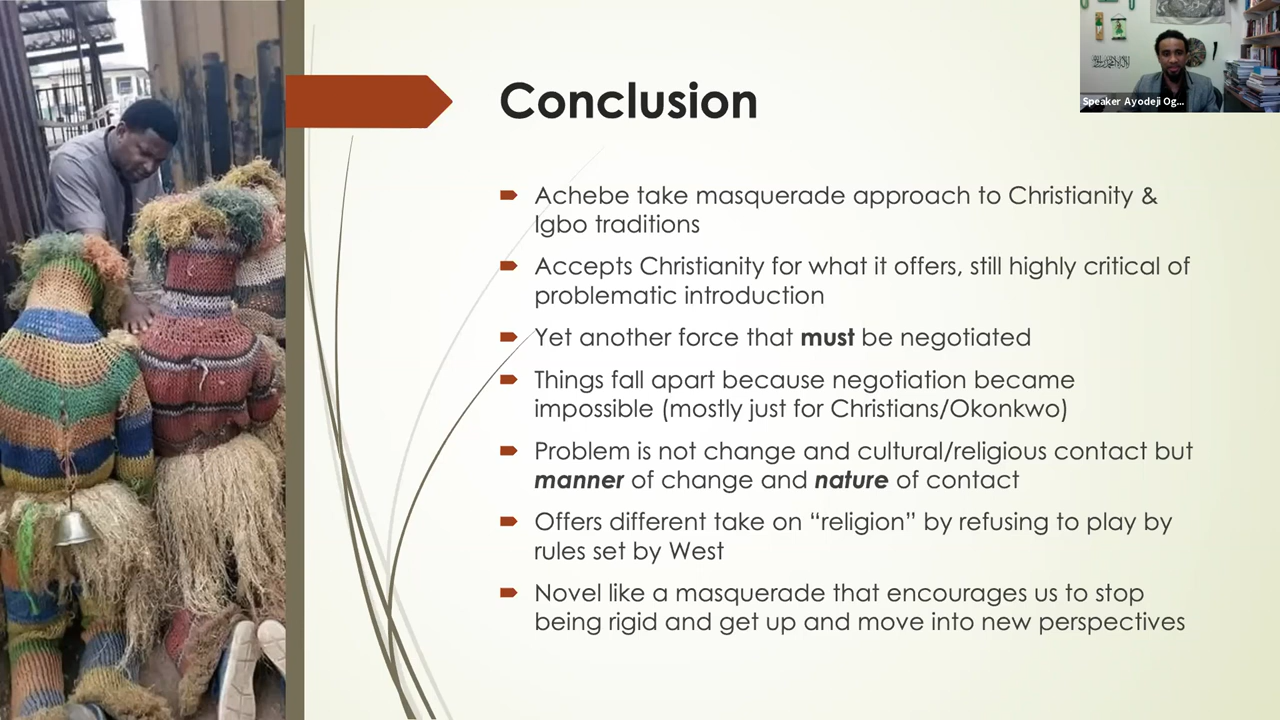 Conclusion
Speaker Ayodeji Og...
Achebe take masquerade approach to Christianity &
Igbo traditions
Accepts Christianity for what it offers, still highly critical of
problematic introduction
Yet another force that must be negotiated
Things fall apart because negotiation became
impossible (mostly just for Christians/Okonkwo)
Problem is not change and cultural/religious contact but
manner of change and nature of contact
Offers different take on “religion” by refusing to play by
rules set by West
Novel like a masquerade that encourages us to stop
being rigid and get up and move into new perspectives